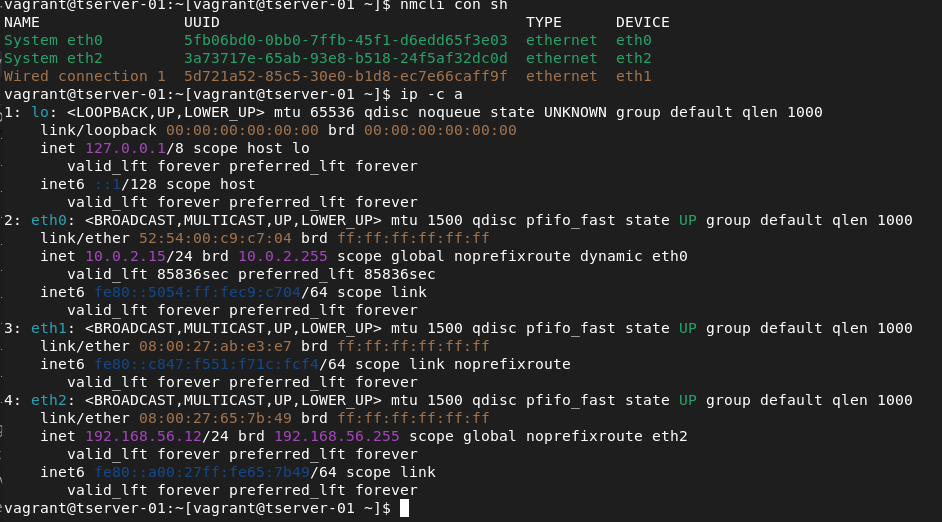 vagrant@tserver-01:~[vagrant@tserver-01 ~]$ nmcli con sh
NAME                UUID                                  TYPE      DEVICE
System eth0         5fb06bd0-0bb0-7ffb-45f1-d6edd65f3e03  ethernet  eth0
System eth2         3a73717e-65ab-93e8-b518-24f5af32dc0d  ethernet  eth2
Wired connection 1  5d721a52-85c5-30e0-b1d8-ec7e66caff9f  ethernet  eth1
vagrant@tserver-01:~[vagrant@tserver-01 ~]$ ip -c a
1: lo: <LOOPBACK,UP,LOWER_UP> mtu 65536 qdisc noqueue state UNKNOWN group default qlen 1000
    link/loopback 00:00:00:00:00:00 brd 00:00:00:00:00:00
    inet 127.0.0.1/8 scope host lo
       valid_lft forever preferred_lft forever
    inet6 ::1/128 scope host
       valid_lft forever preferred_lft forever
2: eth0: <BROADCAST,MULTICAST,UP,LOWER_UP> mtu 1500 qdisc pfifo_fast state UP group default qlen 1000
    link/ether 52:54:00:c9:c7:04 brd ff:ff:ff:ff:ff:ff
    inet 10.0.2.15/24 brd 10.0.2.255 scope global noprefixroute dynamic eth0
       valid_lft 85836sec preferred_lft 85836sec
    inet6 fe80::5054:ff:fec9:c704/64 scope link
       valid_lft forever preferred_lft forever
3: eth1: <BROADCAST,MULTICAST,UP,LOWER_UP> mtu 1500 qdisc pfifo_fast state UP group default qlen 1000
    link/ether 08:00:27:ab:e3:e7 brd ff:ff:ff:ff:ff:ff
    inet6 fe80::c847:f551:f71c:fcf4/64 scope link noprefixroute
       valid_lft forever preferred_lft forever
4: eth2: <BROADCAST,MULTICAST,UP,LOWER_UP> mtu 1500 qdisc pfifo_fast state UP group default qlen 1000
    link/ether 08:00:27:65:7b:49 brd ff:ff:ff:ff:ff:ff
    inet 192.168.56.12/24 brd 192.168.56.255 scope global noprefixroute eth2
       valid_lft forever preferred_lft forever
    inet6 fe80::a00:27ff:fe65:7b49/64 scope link
       valid_lft forever preferred_lft forever
vagrant@tserver-01:~[vagrant@tserver-01 ~]$